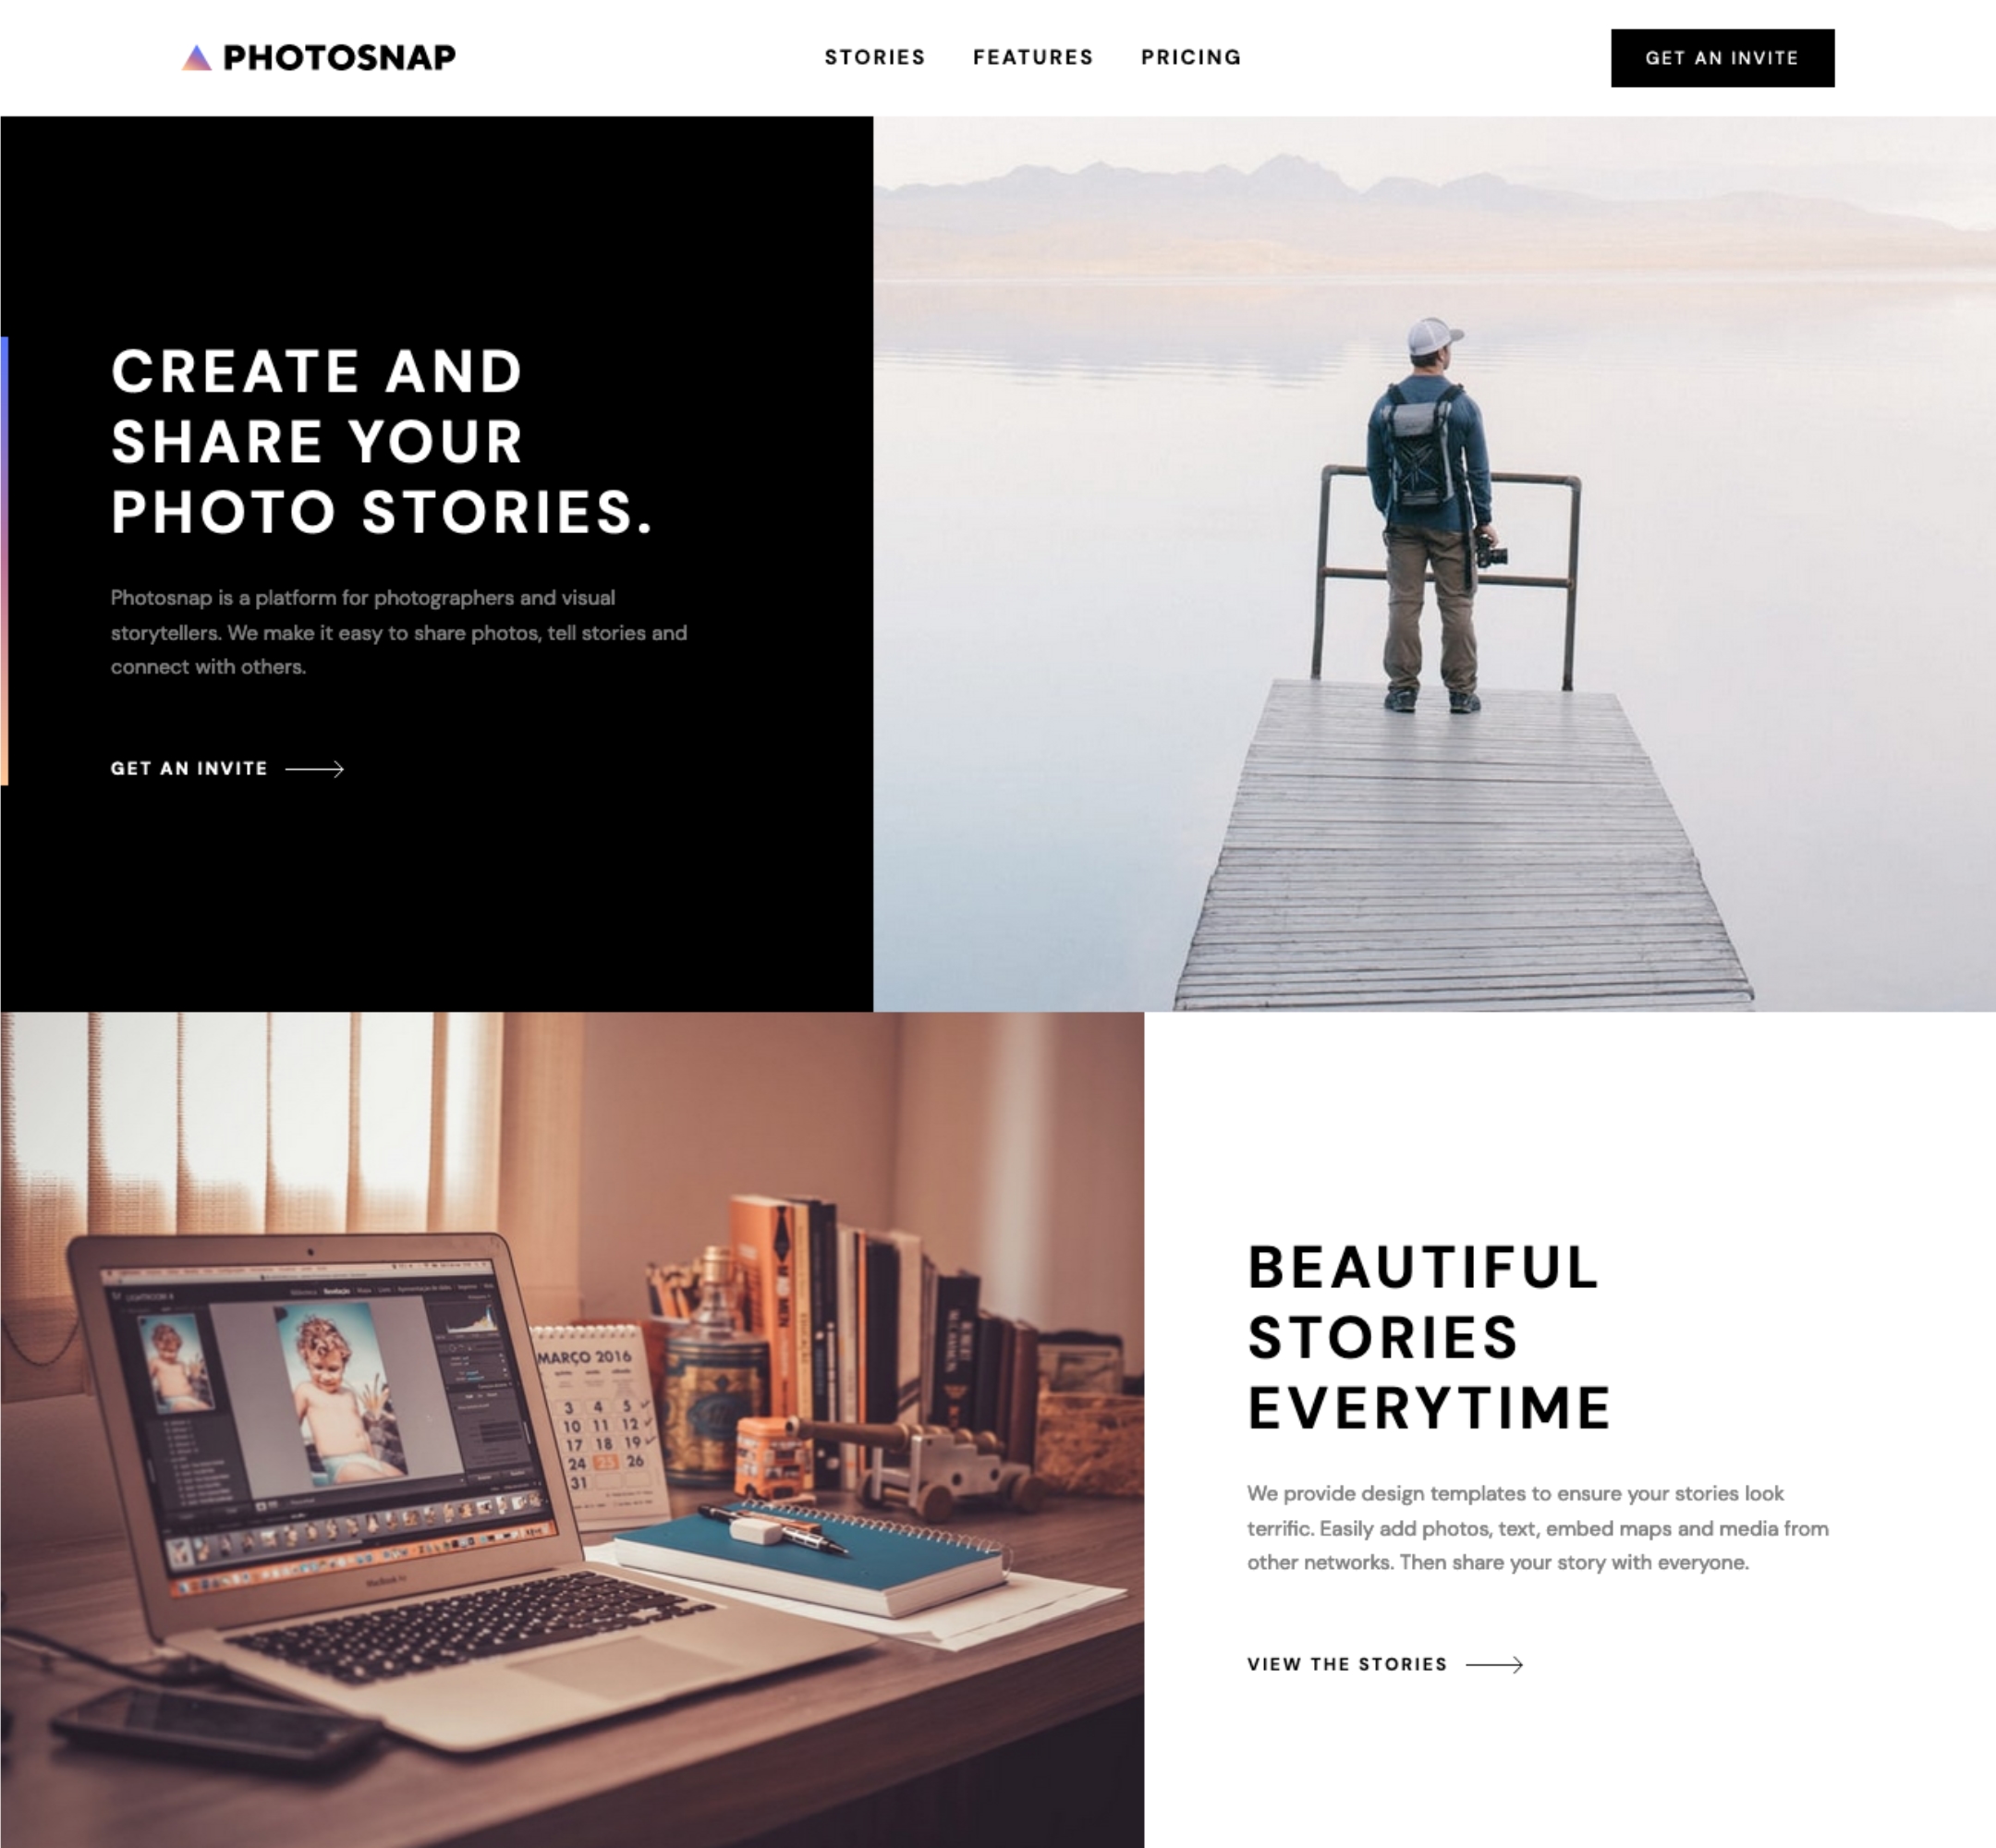 PHOTOSNAP
STORIES
FEATURES
PRICING
GET AN INVITE
CREATE AND
SHARE YOUR
PHOTO STORIES.
Photosnap is a platform for photographers and visual
storytellers. We make it easy to share photos, tell stories and
connect with others.
GET AN INVITE
MARÇO 2016
3 4 5
10 11 12
17 18 19
24 25 26
31
BEAUTIFUL
STORIES
EVERYTIME
We provide design templates to ensure your stories look
terrific. Easily add photos, text, embed maps and media from
other networks. Then share your story with everyone.
VIEW THE STORIES